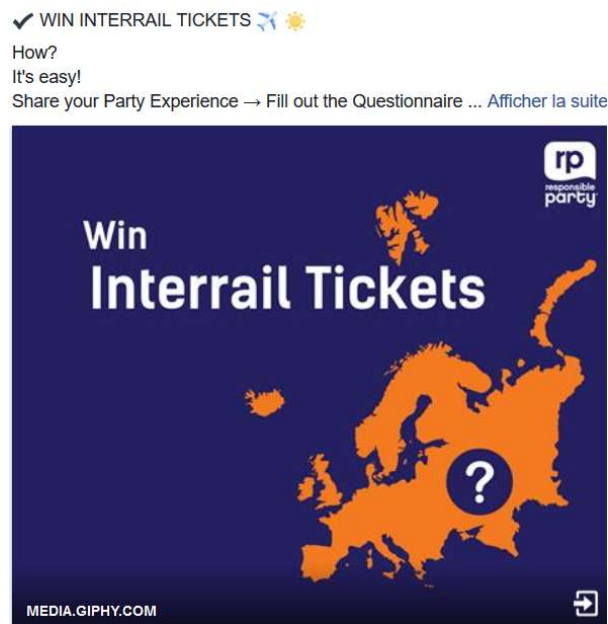 ✔ WIN INTERRAIL TICKETS ✈️ ☀️
How?
It's easy!
Share your Party Experience → Fill out the Questionnaire ... Afficher la suite
rp
responsible
party
Win
Interrail Tickets
?
MEDIA.GIPHY.COM